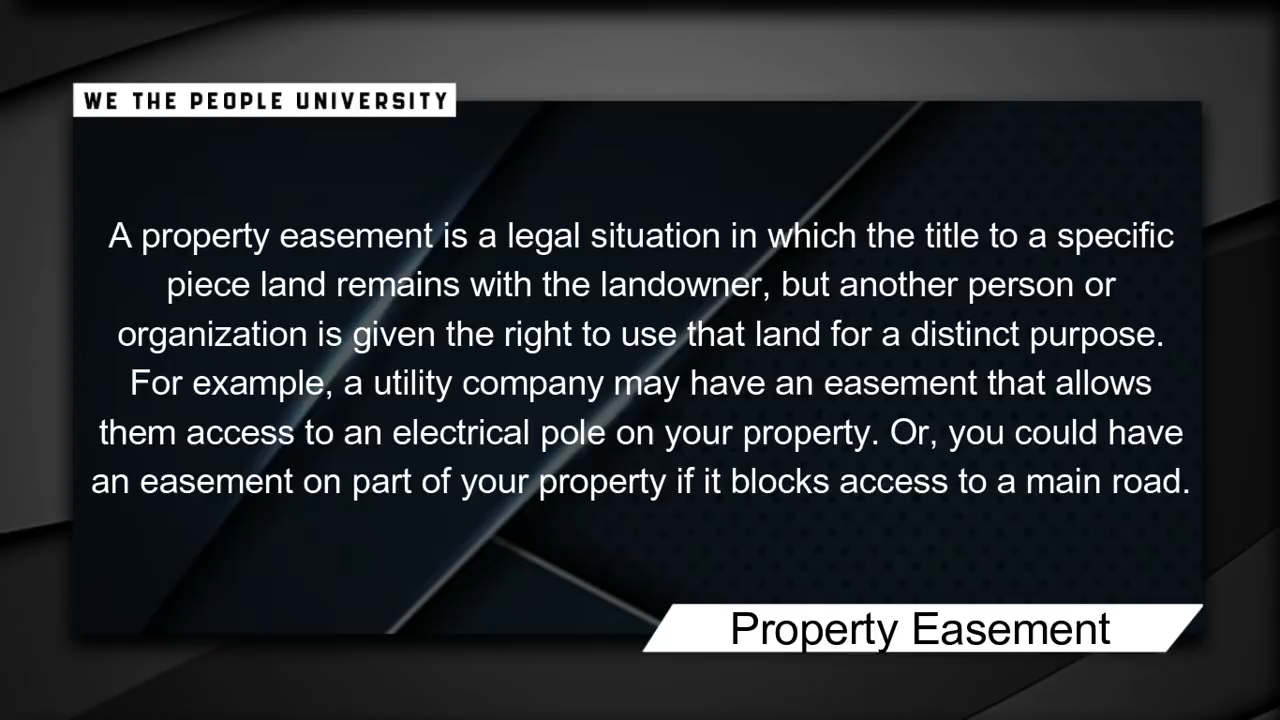 WE THE PEOPLE UNIVERSITY
A property easement is a legal situation in which the title to a specific
piece land remains with the landowner, but another person or
organization is given the right to use that land for a distinct purpose.
For example, a utility company may have an easement that allows
them access to an electrical pole on your property. Or, you could have
an easement on part of your property if it blocks access to a main road.
Property Easement